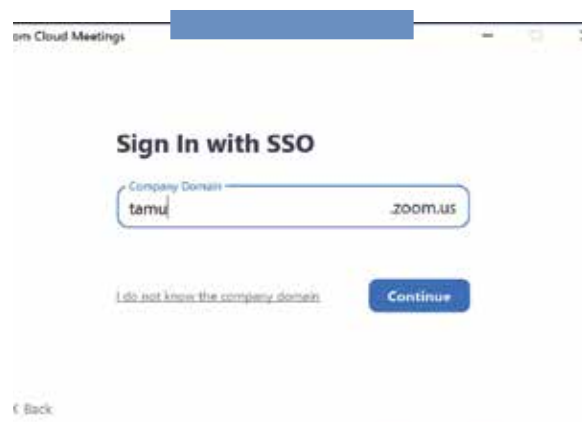 om Cloud Meetings
Sign In with SSO
Company Domain
tamu .zoom.us
I do not know the company domain
Continue
Back